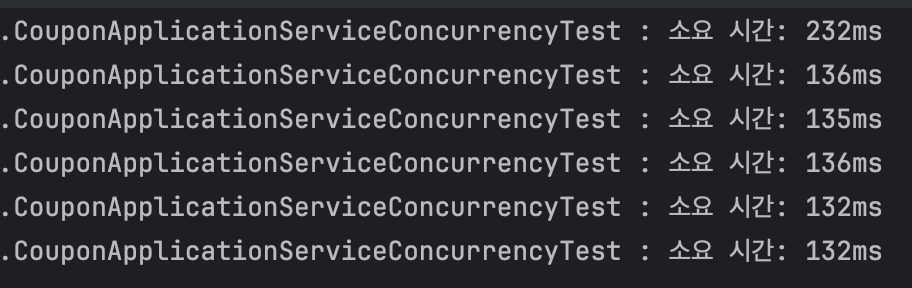 .CouponApplicationServiceConcurrencyTest : 소요 시간: 232ms
.CouponApplicationServiceConcurrencyTest : 소요 시간: 136ms
.CouponApplicationServiceConcurrencyTest : 소요 시간: 135ms
.CouponApplicationServiceConcurrencyTest : 소요 시간: 136ms
.CouponApplicationServiceConcurrencyTest : 소요 시간: 132ms
.CouponApplicationServiceConcurrencyTest : 소요 시간: 132ms